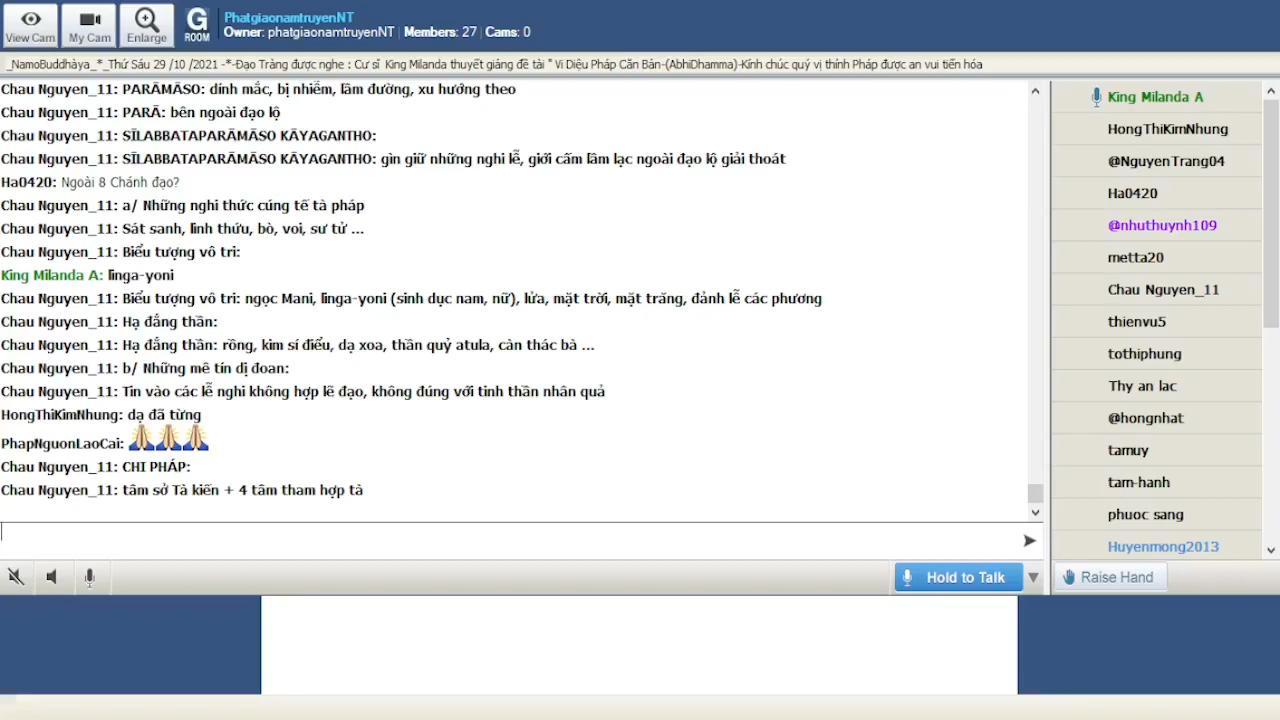 View Cam
My Cam
Enlarge
G ROOM
PhatgiaonamtruyenNT
Owner: phatgiaonamtruyenNT | Members: 27 | Cams: 0
_NamoBuddhàya_*_Thứ Sáu 29 /10 /2021 -*-Đạo Tràng được nghe : Cư sĩ King Milanda thuyết giảng đề tài " Vi Diệu Pháp Căn Bản-(AbhiDhamma)-Kính chúc quý vị thính Pháp được an vui tiến hóa
Chau Nguyen_11: PARĀMĀSO: dính mắc, bị nhiễm, lầm đường, xu hướng theo
Chau Nguyen_11: PARĀ: bên ngoài đạo lộ
Chau Nguyen_11: SĪLABBATAPARĀMĀSO KĀYAGANTHO:
Chau Nguyen_11: SĪLABBATAPARĀMĀSO KĀYAGANTHO: gìn giữ những nghi lễ, giới cấm lầm lạc ngoài đạo lộ giải thoát
Ha0420: Ngoài 8 Chánh đạo?
Chau Nguyen_11: a/ Những nghi thức cúng tế tà pháp
Chau Nguyen_11: Sát sanh, linh thứu, bò, voi, sư tử ...
Chau Nguyen_11: Biểu tượng vô tri:
King Milanda A: linga-yoni
Chau Nguyen_11: Biểu tượng vô tri: ngọc Mani, linga-yoni (sinh dục nam, nữ), lửa, mặt trời, mặt trăng, đảnh lễ các phương
Chau Nguyen_11: Hạ đẳng thần:
Chau Nguyen_11: Hạ đẳng thần: rồng, kim sí điểu, dạ xoa, thần quỷ atula, càn thác bà ...
Chau Nguyen_11: b/ Những mê tín dị đoan:
Chau Nguyen_11: Tin vào các lễ nghi không hợp lẽ đạo, không đúng với tinh thần nhân quả
HongThiKimNhung: dạ đã từng
PhapNguonLaoCai:
Chau Nguyen_11: CHI PHÁP:
Chau Nguyen_11: tâm sở Tà kiến + 4 tâm tham hợp tà
King Milanda A
HongThiKimNhung
@NguyenTrang04
Ha0420
@nhuthuynh109
metta20
Chau Nguyen_11
thienvu5
tothiphung
Thy an lac
@hongnhat
tamuy
tam-hanh
phuoc sang
Huyenmong2013
Hold to Talk
Raise Hand